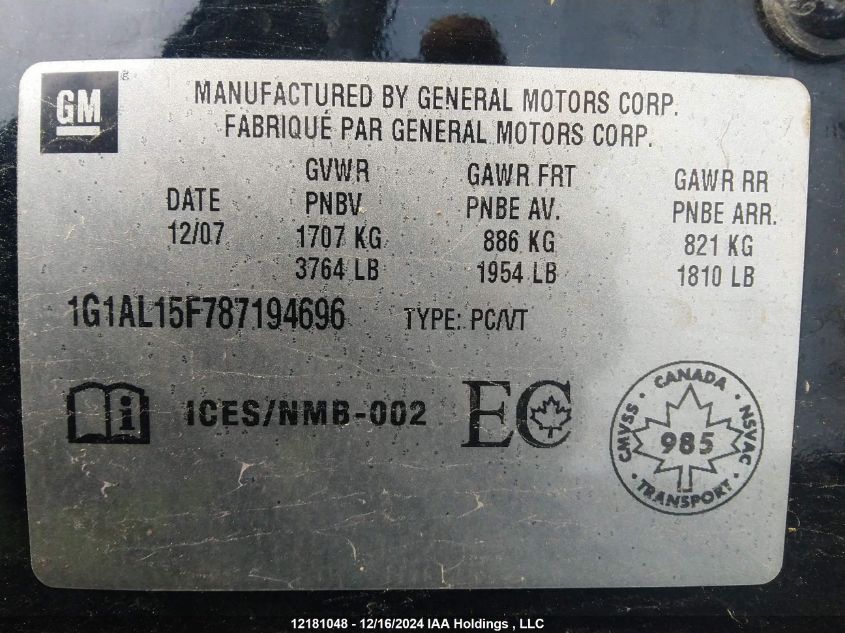 GM
MANUFACTURED BY GENERAL MOTORS CORP.
FABRIQUÉ PAR GENERAL MOTORS CORP.
DATE GVWR GAWR FRT GAWR RR
PNBV PNBE AV. PNBE ARR.
12/07 1707 KG 886 KG 821 KG
3764 LB 1954 LB 1810 LB
1G1AL15F787194696 TYPE: PC/VT
i ICES/NMB-002 EC
CANADA
CMVSS 985 NSVAC
TRANSPORT
12181048 - 12/16/2024 IAA Holdings , LLC